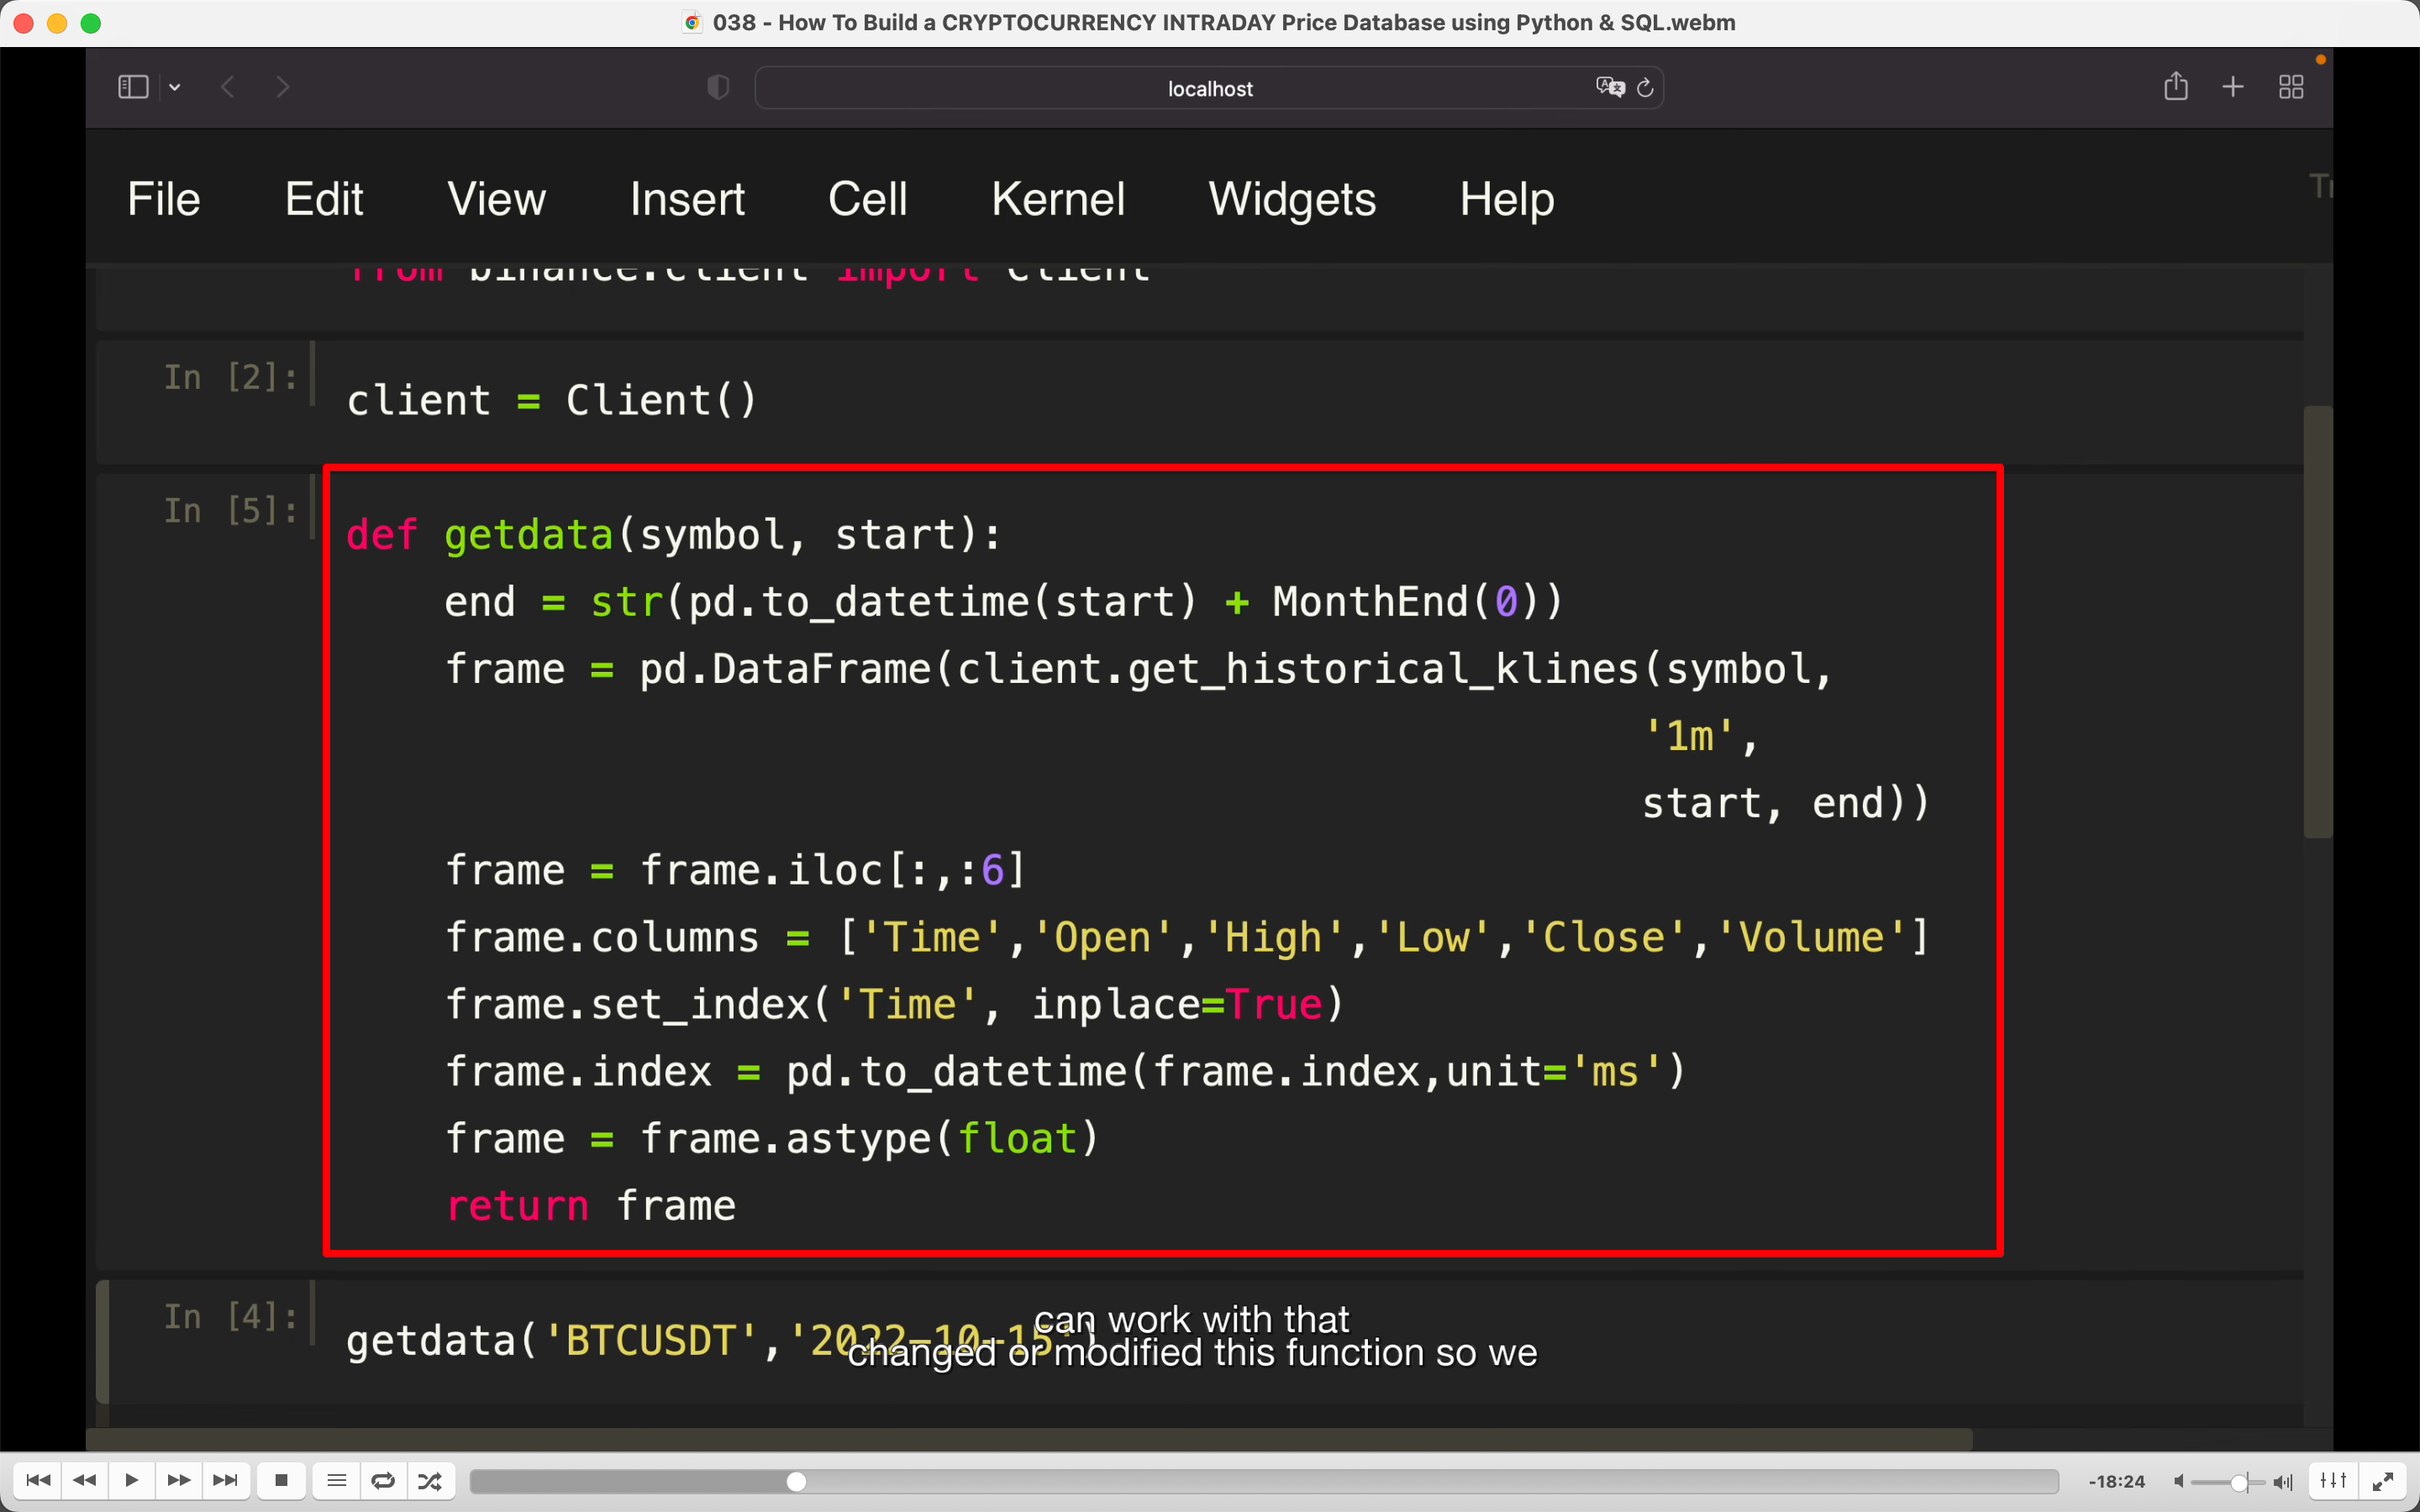 038 - How To Build a CRYPTOCURRENCY INTRADAY Price Database using Python & SQL.webm
localhost
File Edit View Insert Cell Kernel Widgets Help
from binance.client import Client
In [2]: client = Client()
In [5]: def getdata(symbol, start):
    end = str(pd.to_datetime(start) + MonthEnd(0))
    frame = pd.DataFrame(client.get_historical_klines(symbol,
                                                      '1m',
                                                      start, end))
    frame = frame.iloc[:,:6]
    frame.columns = ['Time','Open','High','Low','Close','Volume']
    frame.set_index('Time', inplace=True)
    frame.index = pd.to_datetime(frame.index,unit='ms')
    frame = frame.astype(float)
    return frame
In [4]: getdata('BTCUSDT','2022-10-15')
can work with that
changed or modified this function so we
-18:24